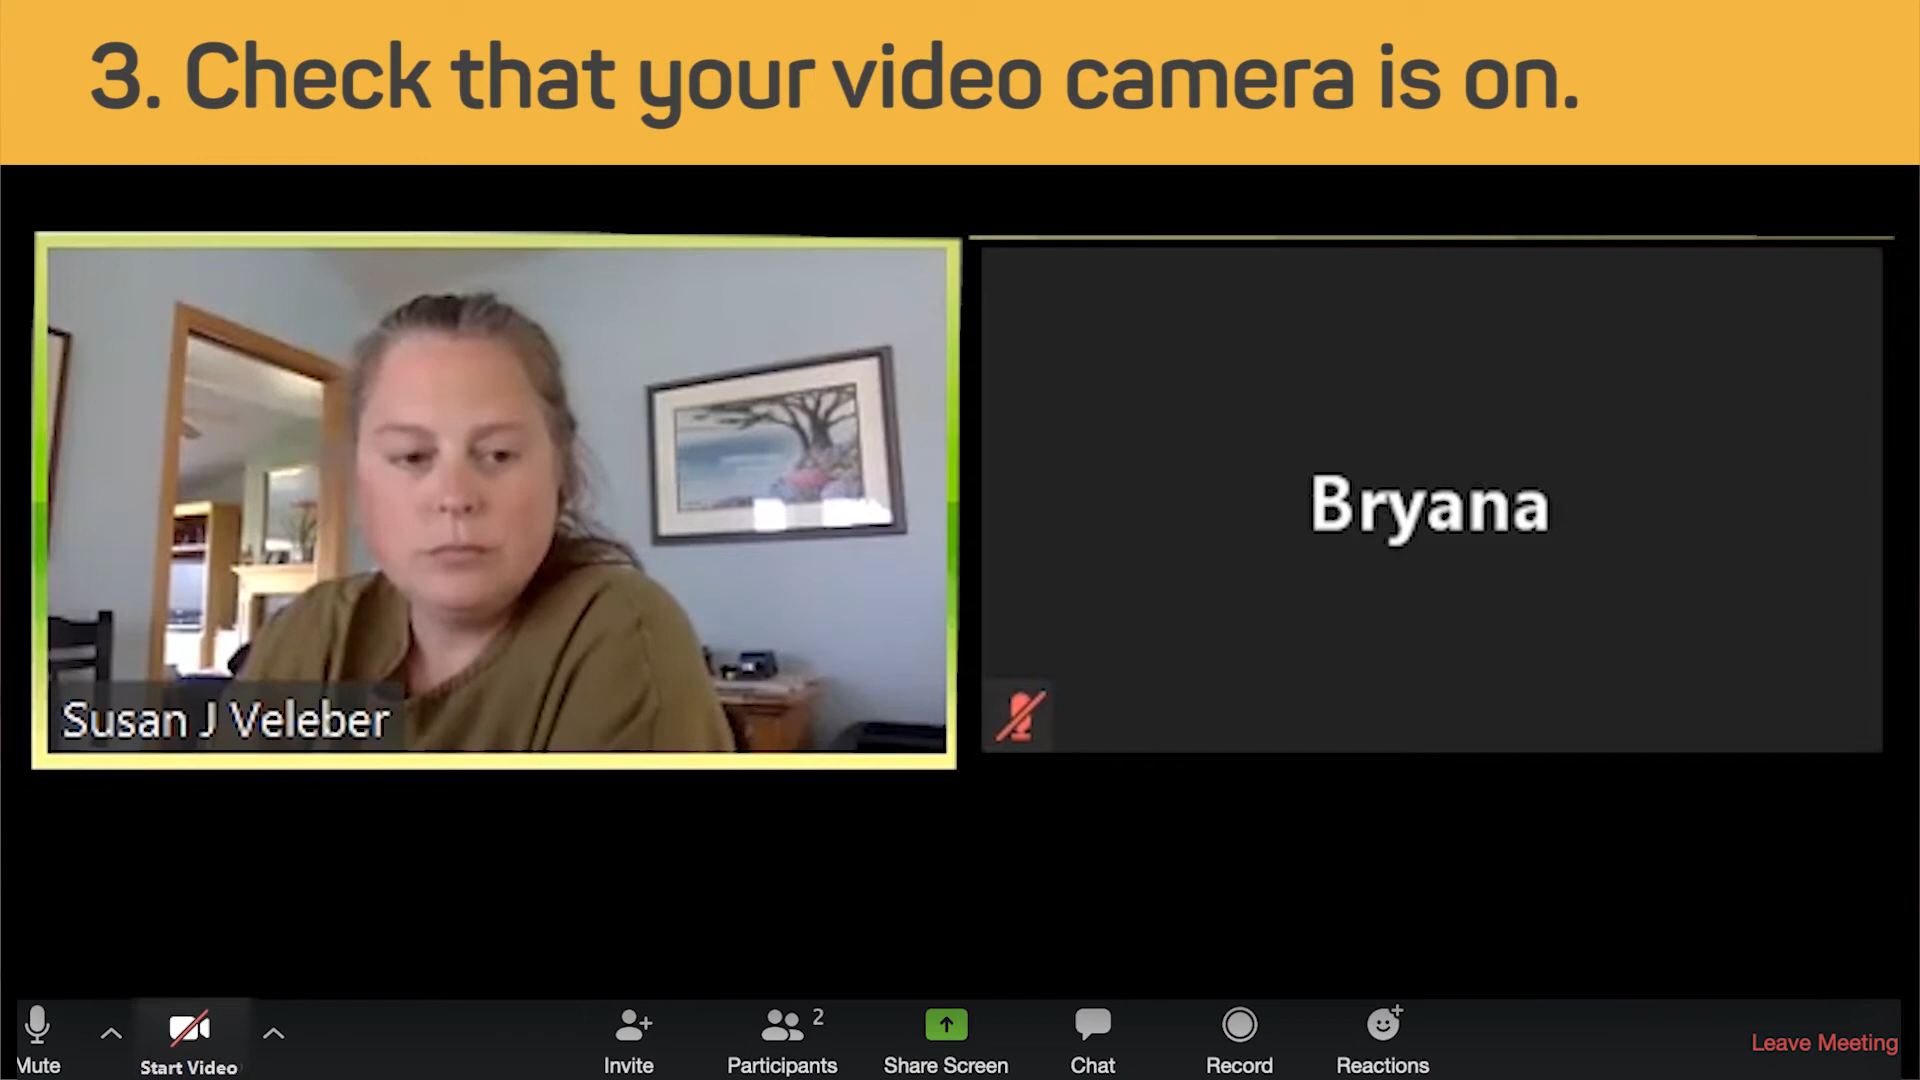 3. Check that your video camera is on.
Susan J Veleber
Bryana
Mute
Start Video
Invite
Participants
2
Share Screen
Chat
Record
Reactions
Leave Meeting